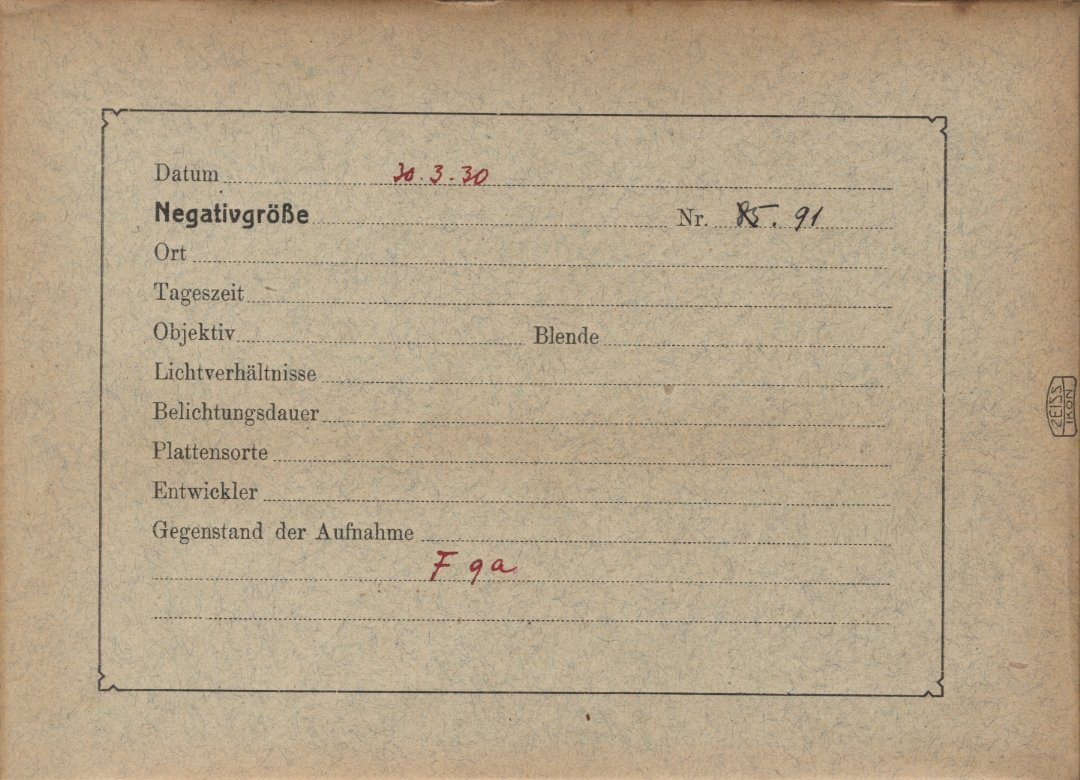 Datum 30.3.30
Negativgröße Nr. 85. 91
Ort
Tageszeit
Objektiv Blende
Lichtverhältnisse
Belichtungsdauer
Plattensorte
Entwickler
Gegenstand der Aufnahme
F 9a
ZEISS
IKON